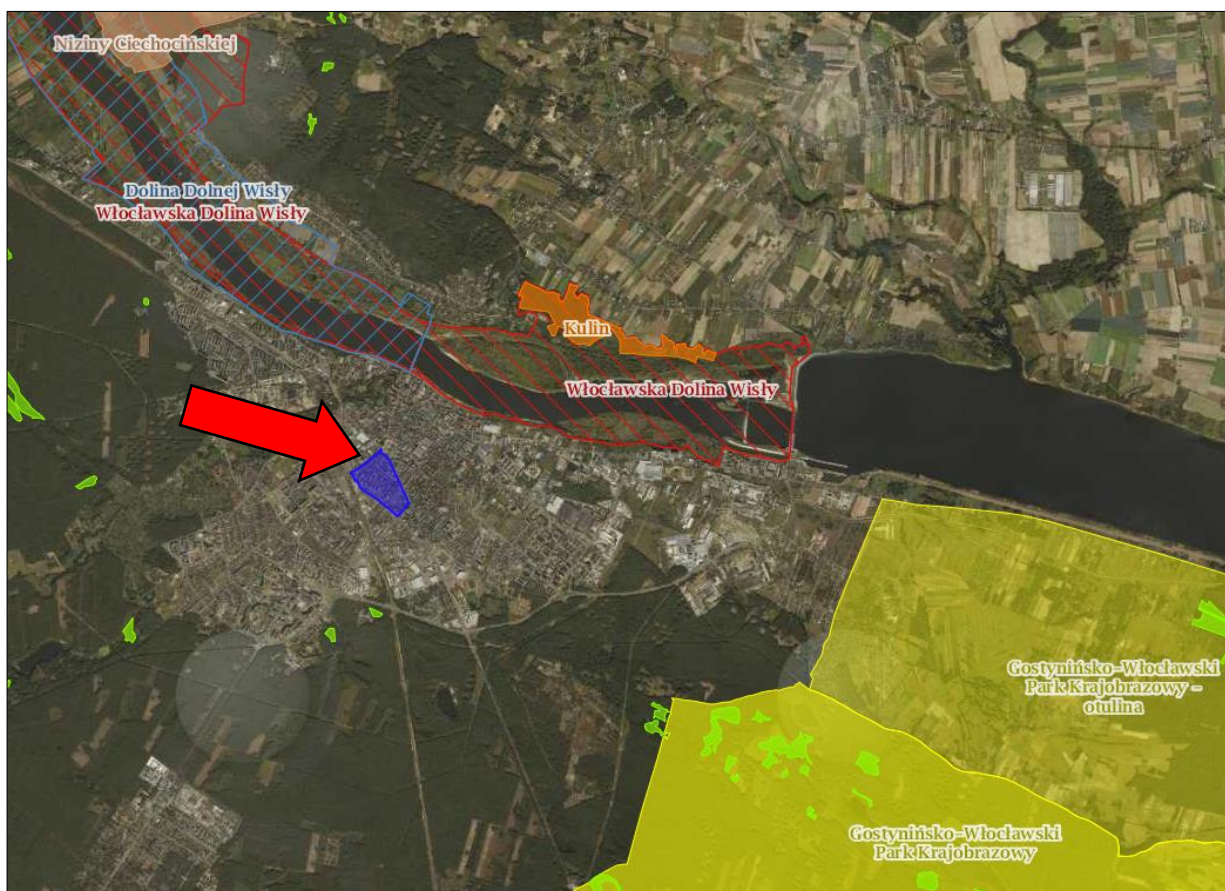 Niziny Ciechocińskiej
Dolina Dolnej Wisły
Włocławska Dolina Wisły
Kulin
Włocławska Dolina Wisły
Gostynińsko-Włocławski
Park Krajobrazowy -
otulina
Gostynińsko-Włocławski
Park Krajobrazowy